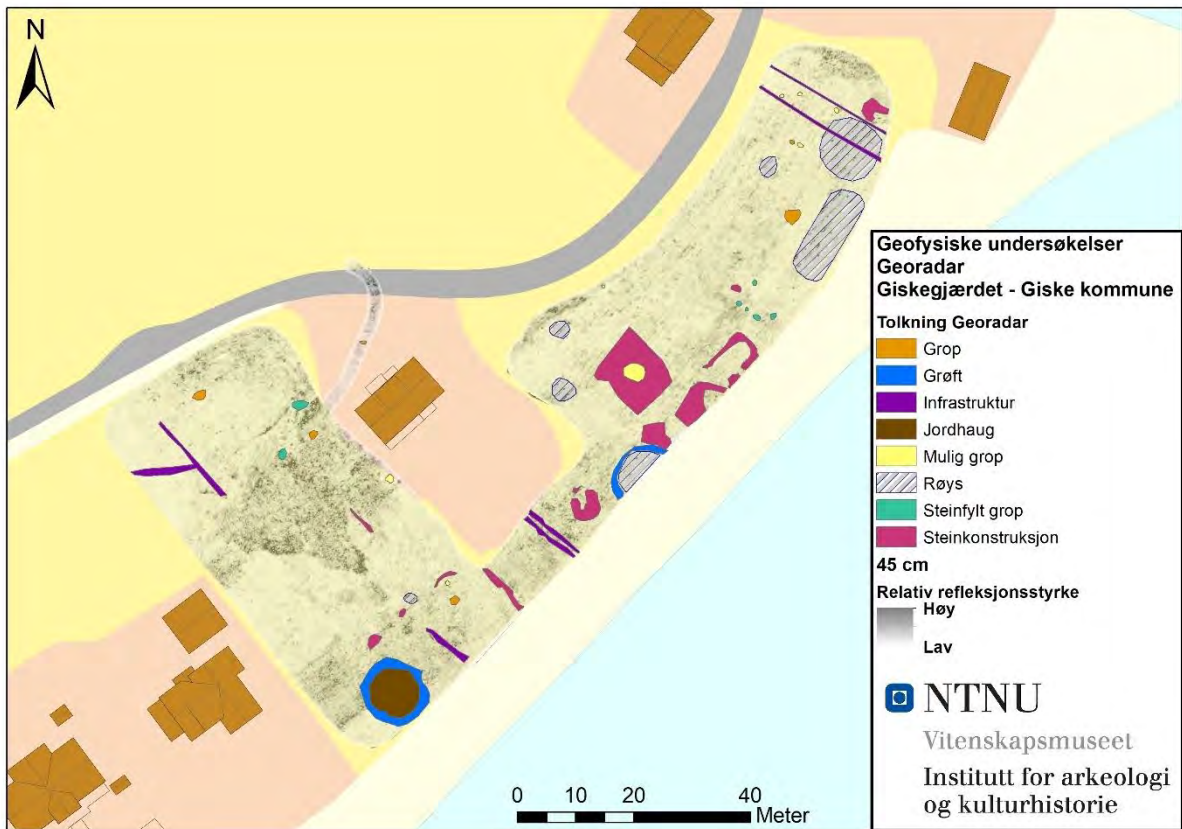 N
Geofysiske undersøkelser
Georadar
Giskegjærdet - Giske kommune
Tolkning Georadar
Grop
Grøft
Infrastruktur
Jordhaug
Mulig grop
Røys
Steinfylt grop
Steinkonstruksjon
45 cm
Relativ refleksjonsstyrke
Høy
Lav
NTNU
Vitenskapsmuseet
Institutt for arkeologi
og kulturhistorie
0 10 20 40
Meter